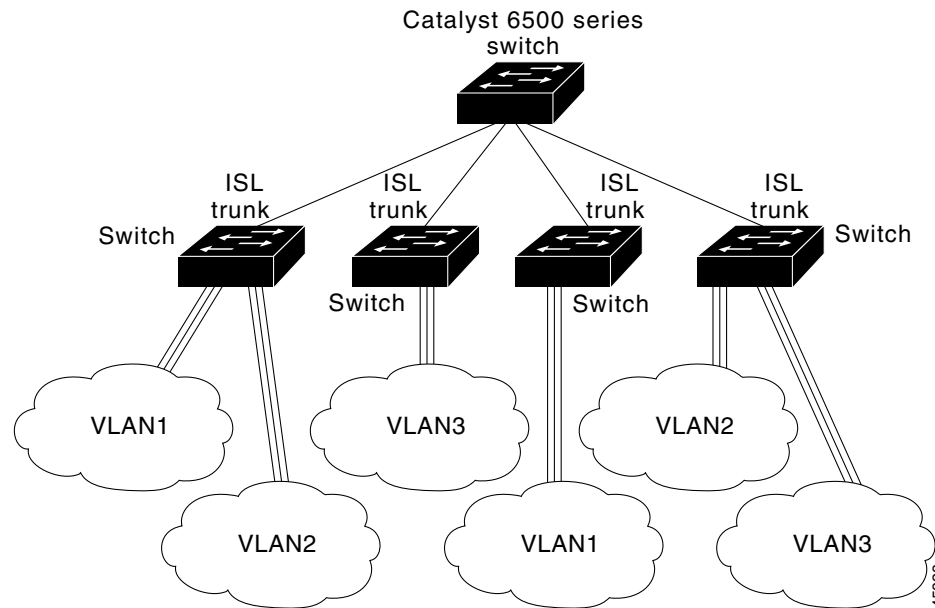 Catalyst 6500 series
switch
ISL
trunk
ISL
trunk
ISL
trunk
ISL
trunk
Switch
Switch
Switch
Switch
VLAN1
VLAN3
VLAN2
VLAN2
VLAN1
VLAN3